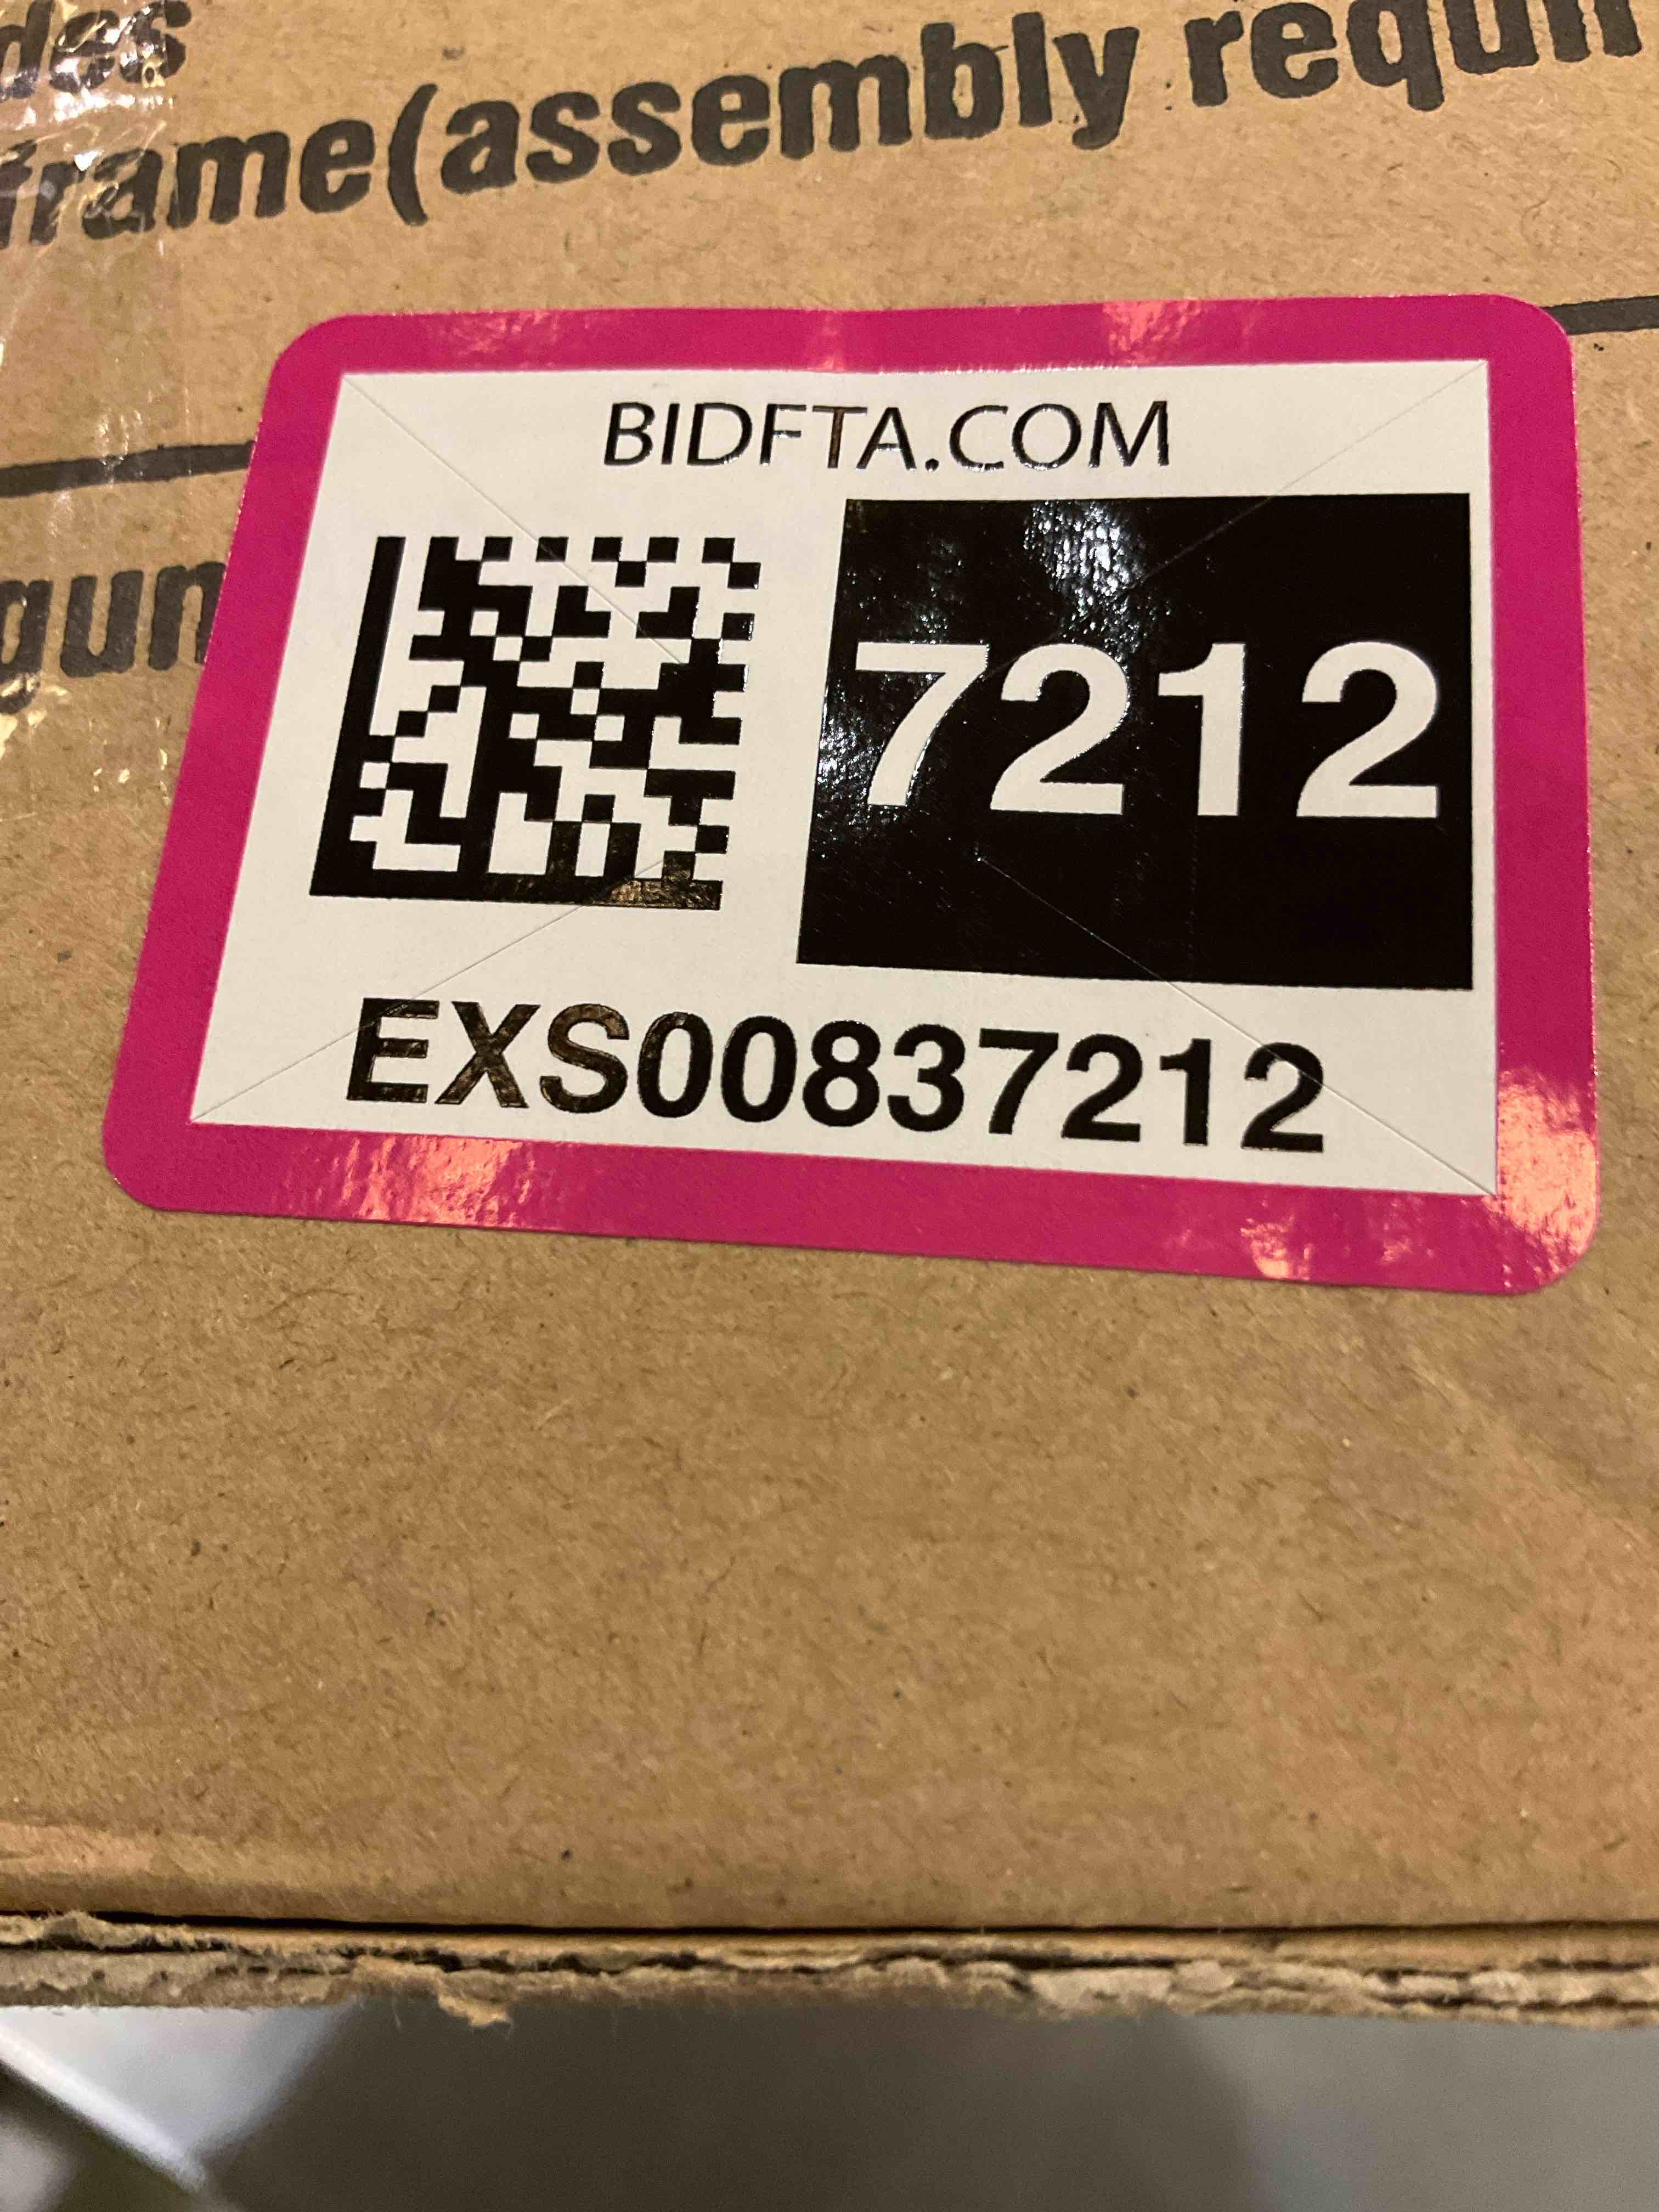 frame(assembly
BIDFTA.COM
7212
EXS00837212